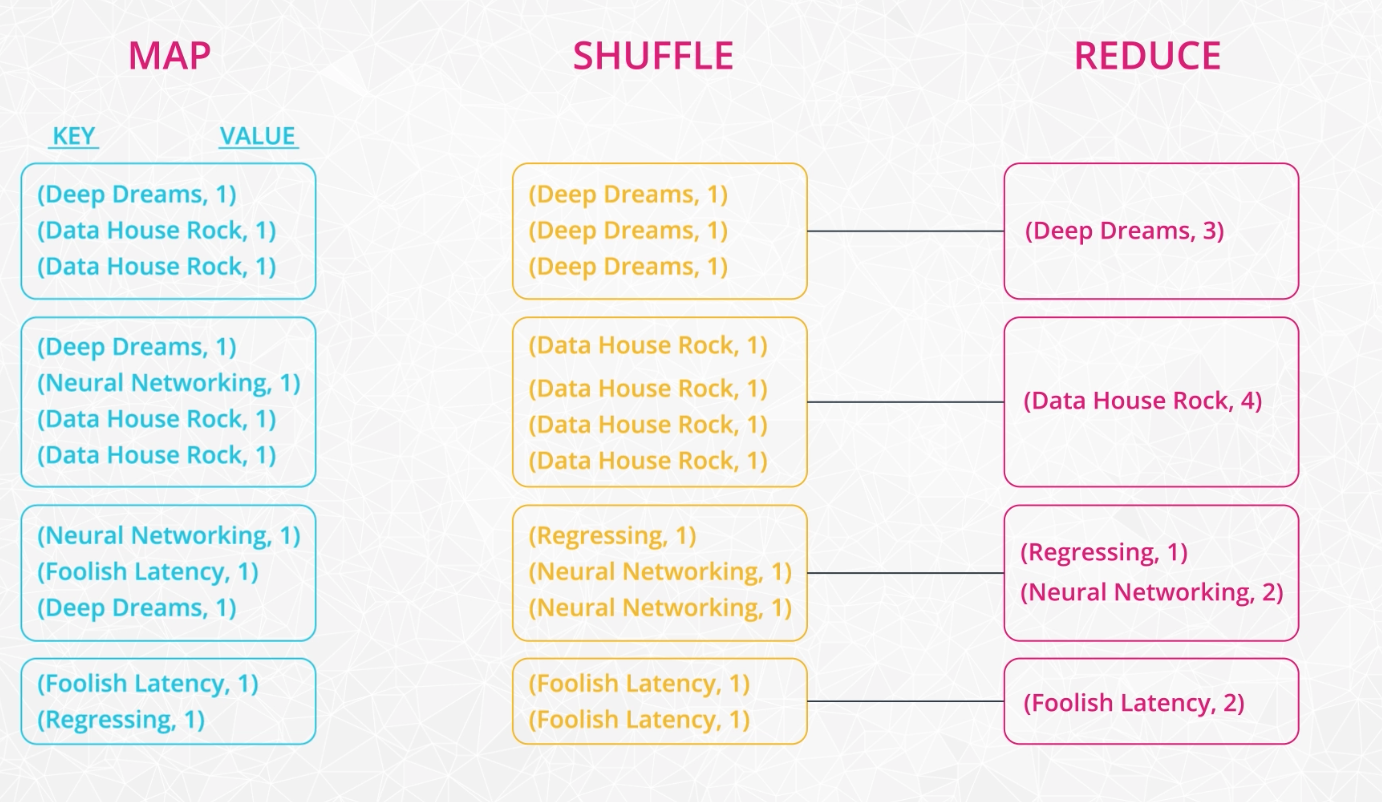 MAP
KEY VALUE
(Deep Dreams, 1)
(Data House Rock, 1)
(Data House Rock, 1)
(Deep Dreams, 1)
(Neural Networking, 1)
(Data House Rock, 1)
(Data House Rock, 1)
(Neural Networking, 1)
(Foolish Latency, 1)
(Deep Dreams, 1)
(Foolish Latency, 1)
(Regressing, 1)
SHUFFLE
(Deep Dreams, 1)
(Deep Dreams, 1)
(Deep Dreams, 1)
(Data House Rock, 1)
(Data House Rock, 1)
(Data House Rock, 1)
(Data House Rock, 1)
(Regressing, 1)
(Neural Networking, 1)
(Neural Networking, 1)
(Foolish Latency, 1)
(Foolish Latency, 1)
REDUCE
(Deep Dreams, 3)
(Data House Rock, 4)
(Regressing, 1)
(Neural Networking, 2)
(Foolish Latency, 2)